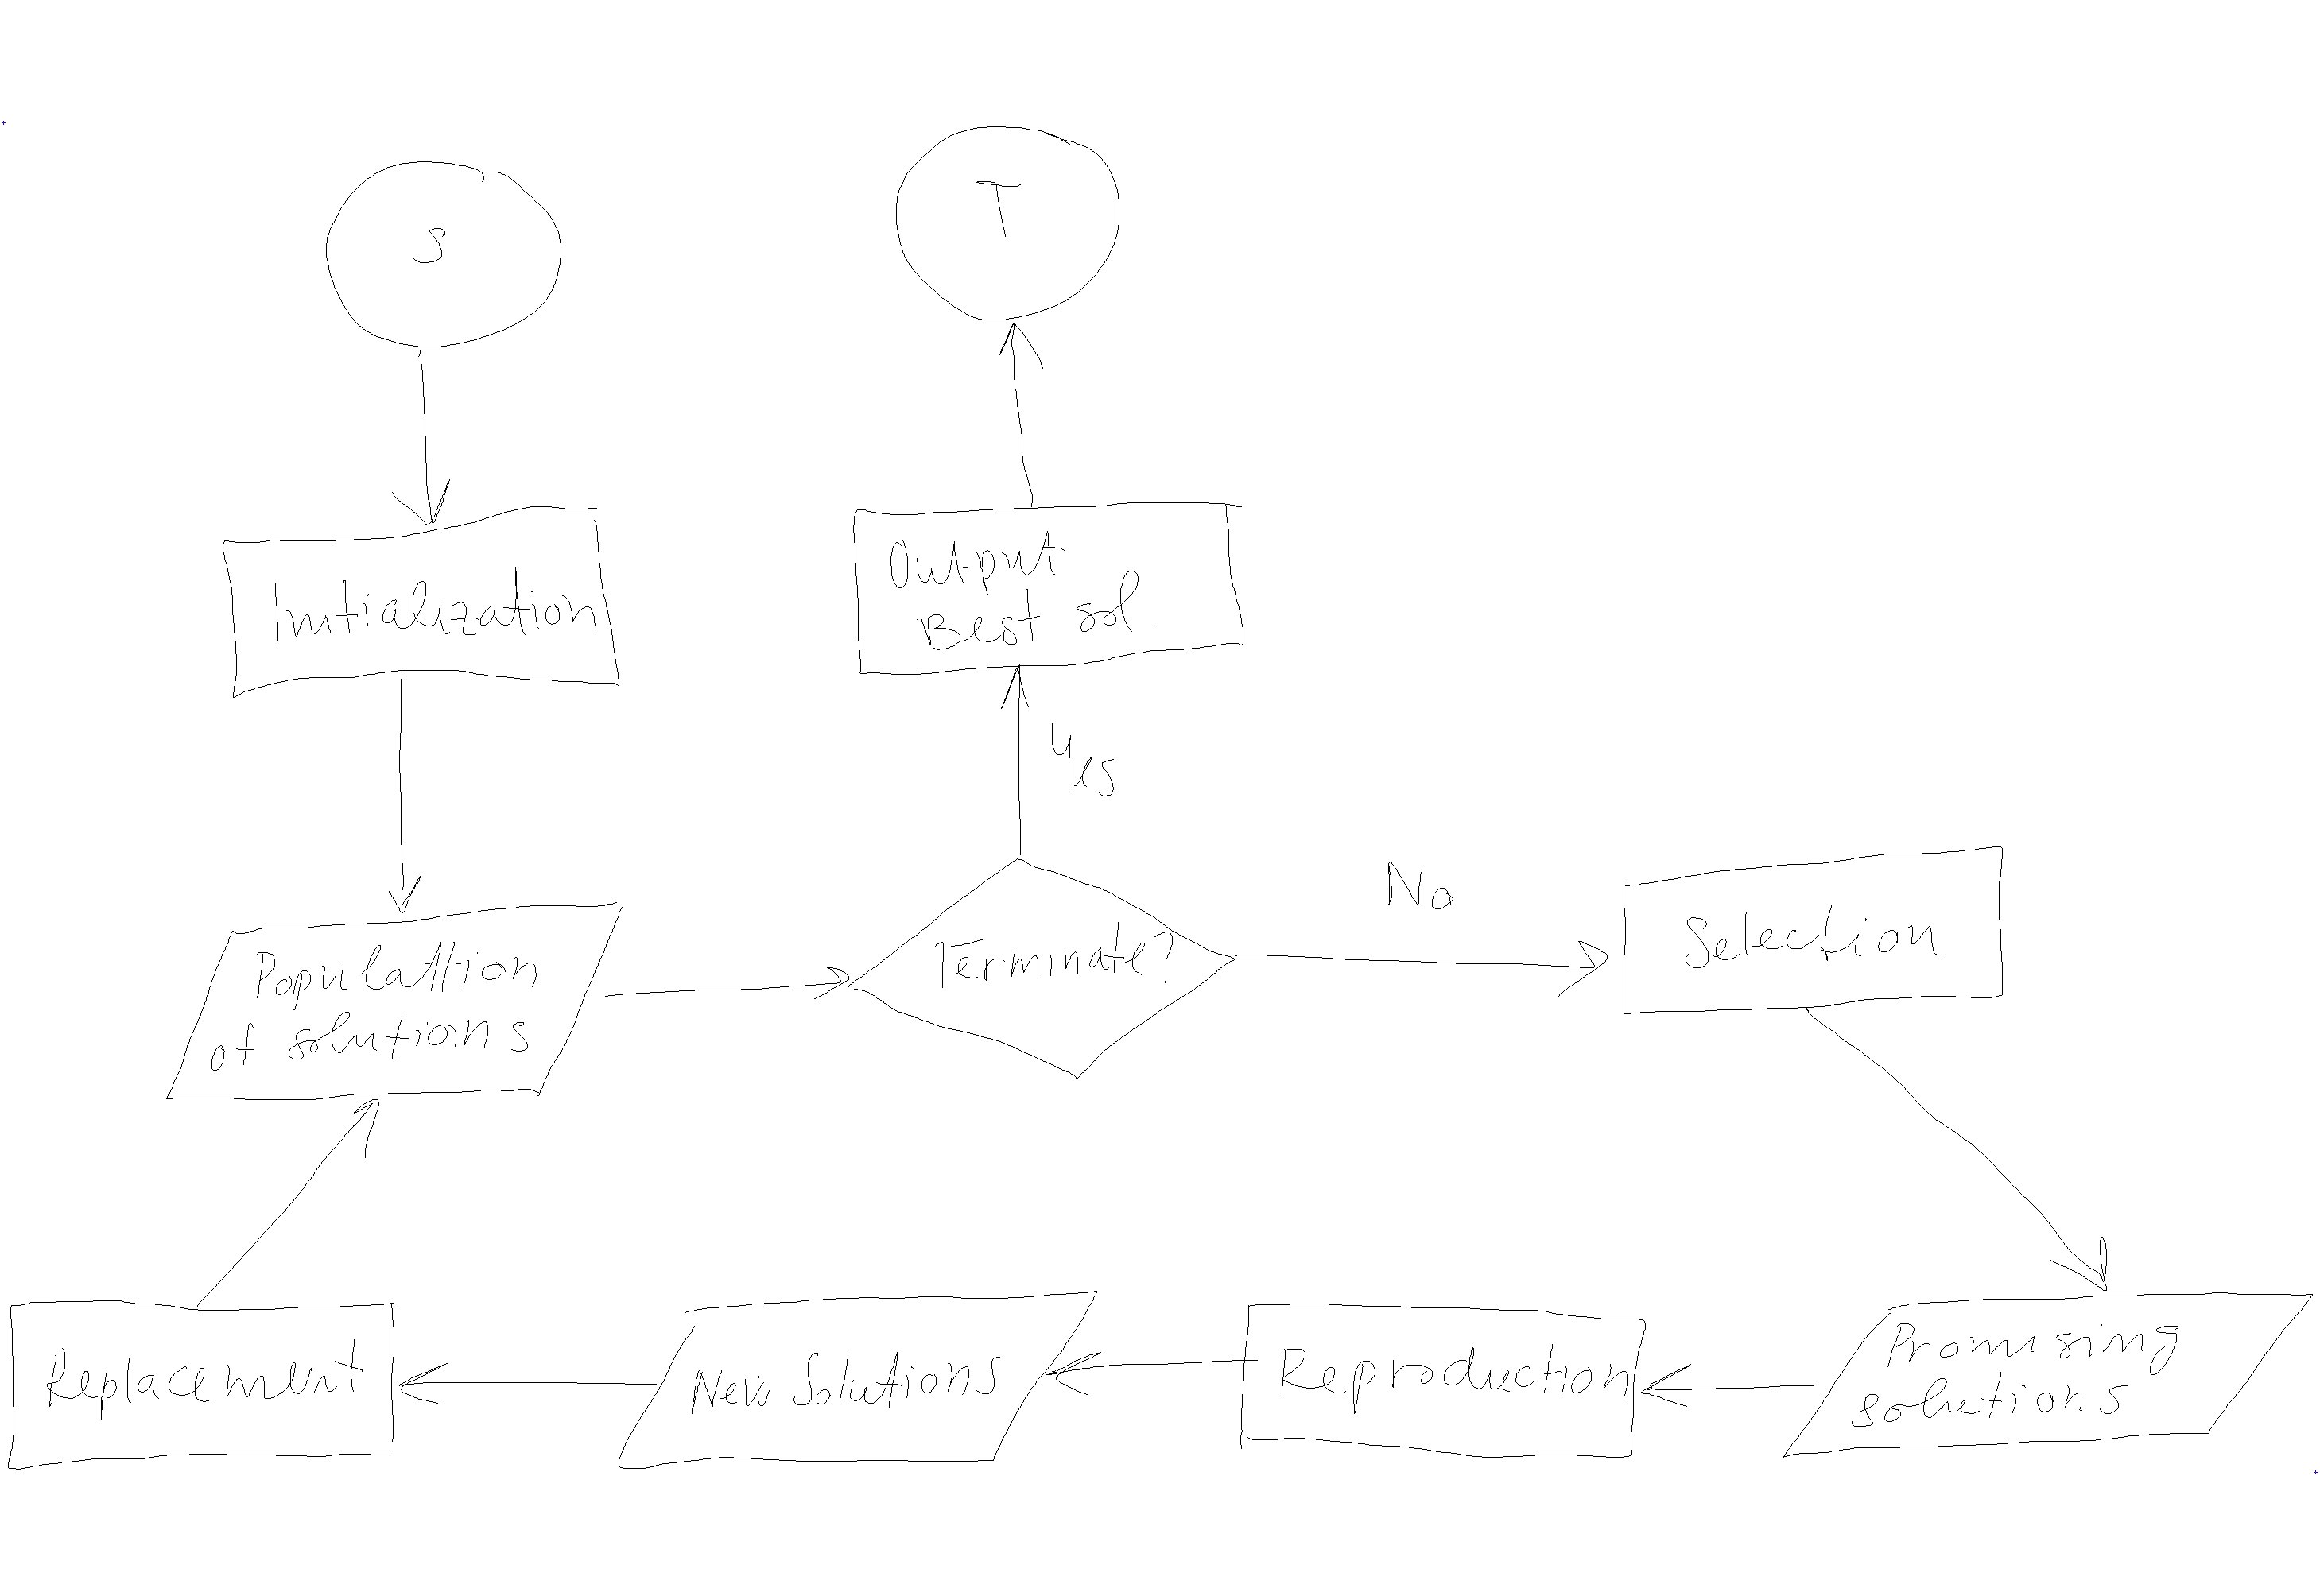 S
T
Initialization
Output
Best sol.
Yes
Population
of solutions
Terminate?
No
Selection
Replacement
New Solutions
Reproduction
Promising
solutions